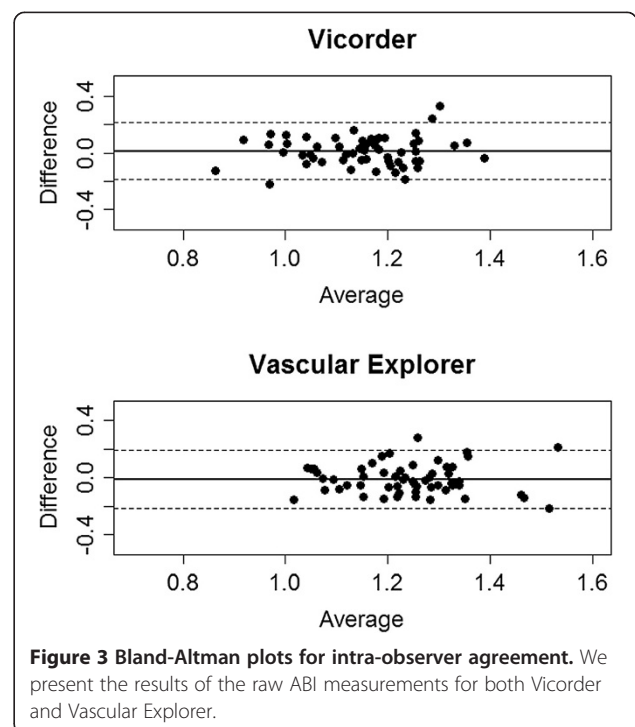 Vicorder
Difference
0.4
0.0
-0.4
0.8 1.0 1.2 1.4 1.6
Average
Vascular Explorer
Difference
0.4
0.0
-0.4
0.8 1.0 1.2 1.4 1.6
Average
Figure 3 Bland-Altman plots for intra-observer agreement. We
present the results of the raw ABI measurements for both Vicorder
and Vascular Explorer.